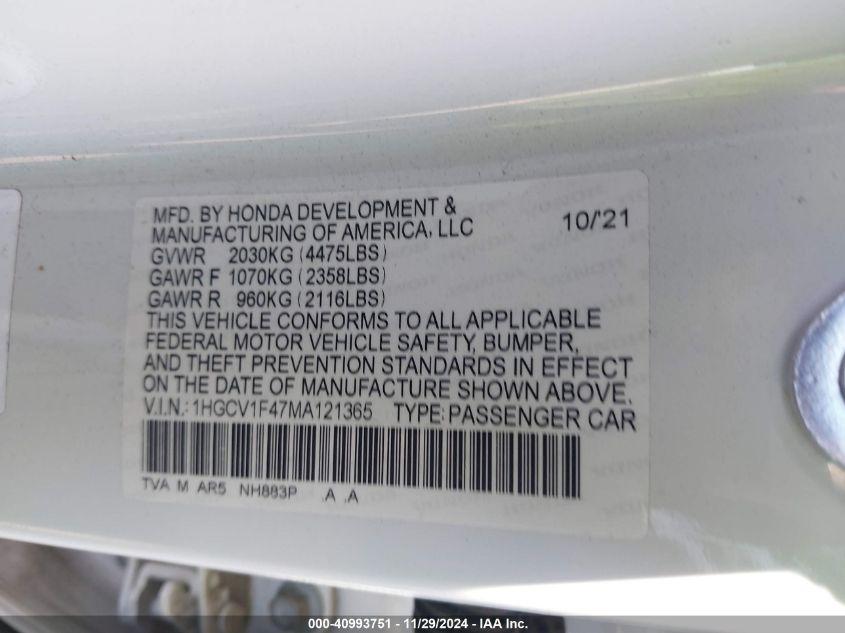 MFD. BY HONDA DEVELOPMENT &
MANUFACTURING OF AMERICA, LLC 10/'21
GVWR 2030KG (4475LBS)
GAWR F 1070KG (2358LBS)
GAWR R 960KG (2116LBS)
THIS VEHICLE CONFORMS TO ALL APPLICABLE
FEDERAL MOTOR VEHICLE SAFETY, BUMPER,
AND THEFT PREVENTION STANDARDS IN EFFECT
ON THE DATE OF MANUFACTURE SHOWN ABOVE.
V.I.N.: 1HGCV1F47MA121365 TYPE: PASSENGER CAR
TVA M AR5 NH883P .A .A
000-40993751 - 11/29/2024 - IAA Inc.